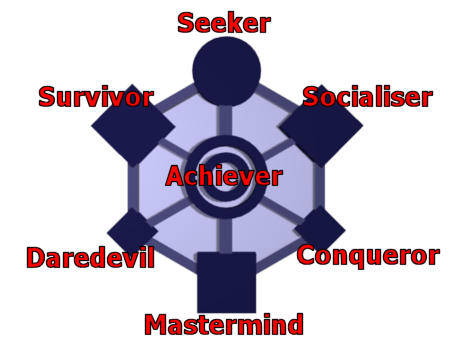 Seeker
Survivor
Socialiser
Achiever
Daredevil
Conqueror
Mastermind